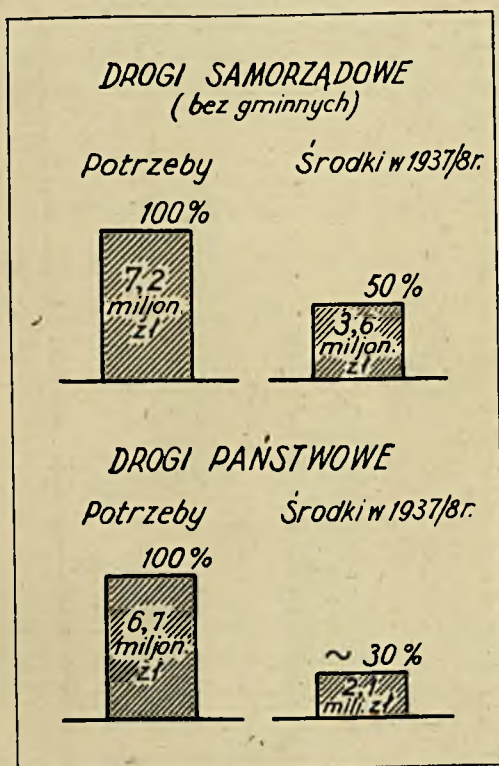 DROGI SAMORZĄDOWE
(bez gminnych)
Potrzeby
Środki w 1937/8r.
100%
7,2
miljon.
zł
50%
3,6
miljon.
zł
DROGI PAŃSTWOWE
Potrzeby
Środki w 1937/8r.
100%
6,7
miljon.
zł
~ 30%
2,1
milj. zł